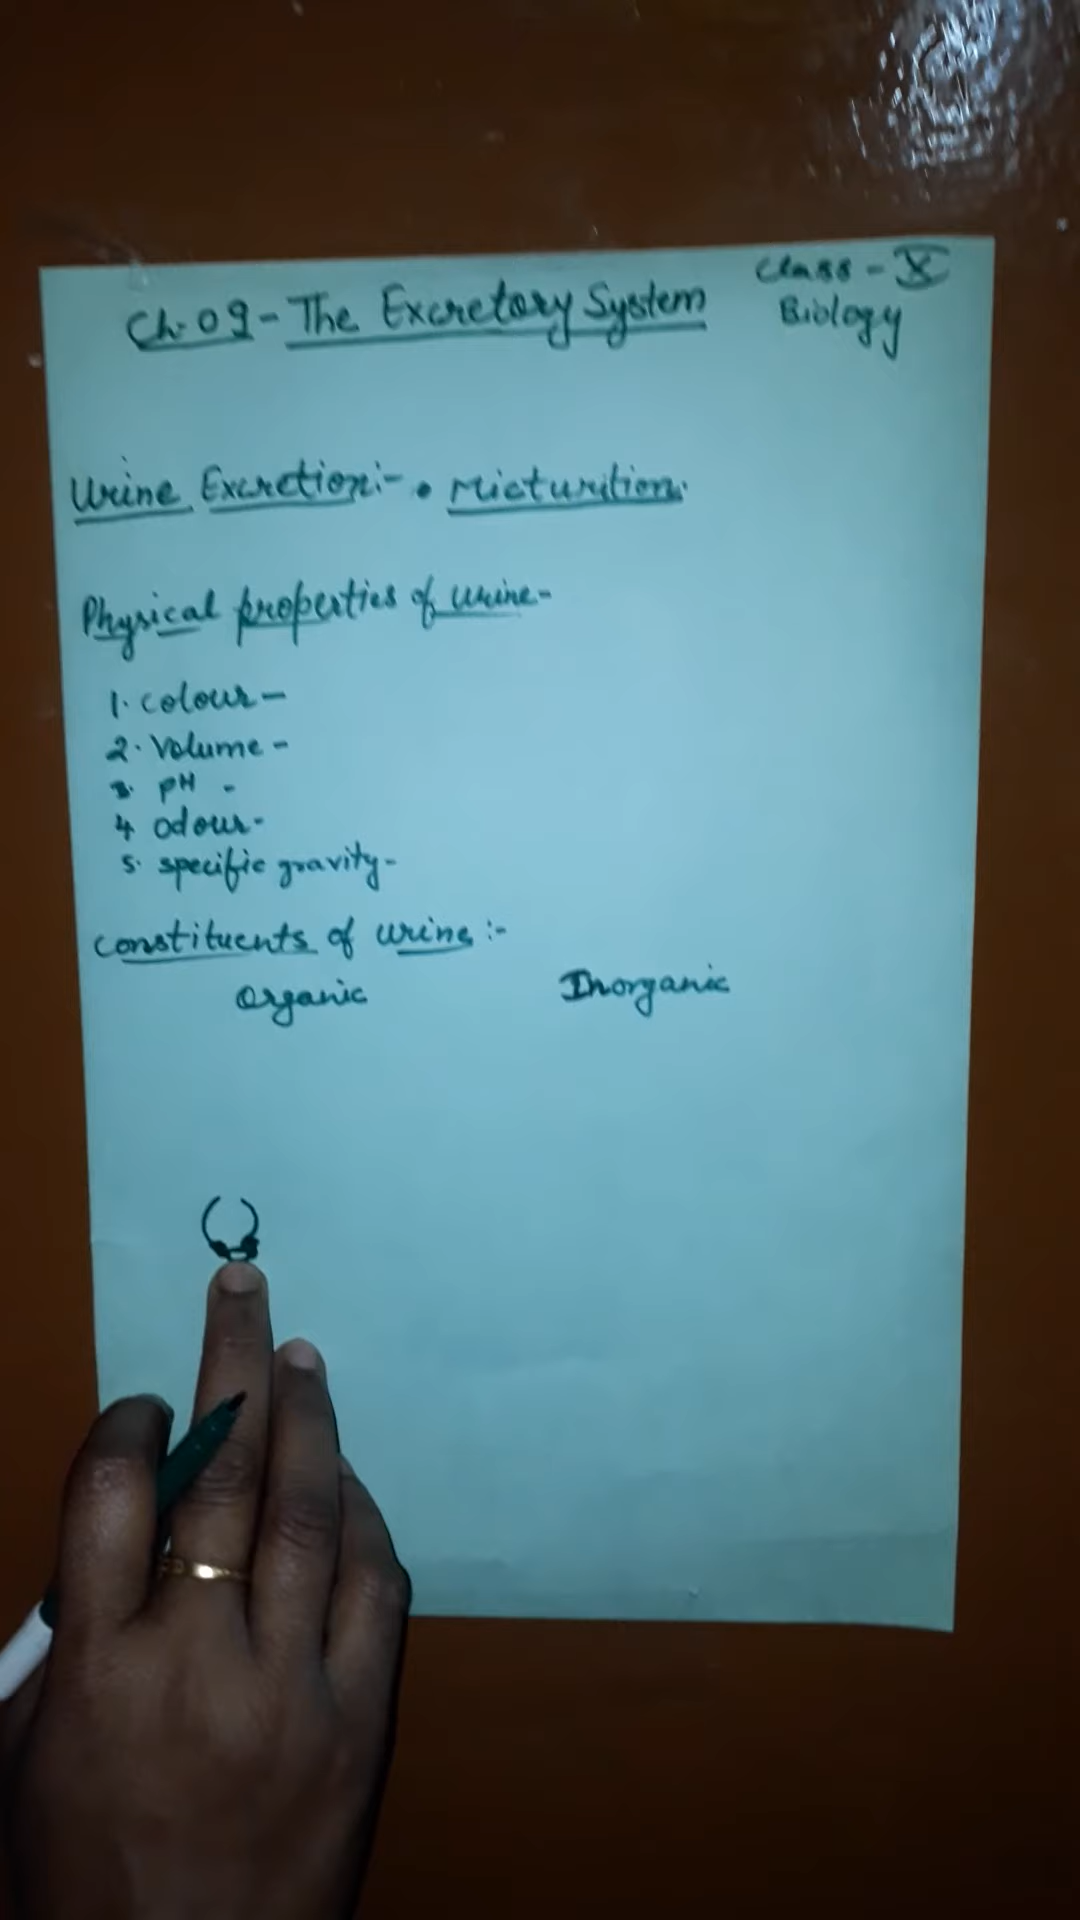 Ch-09-The Excretory System
Class-X
Biology
Urine Excretion:- • Micturition.
Physical properties of urine-
1. colour-
2. Volume-
3. pH -
4 odour-
5. specific gravity-
constituents of urine:-
Organic Inorganic